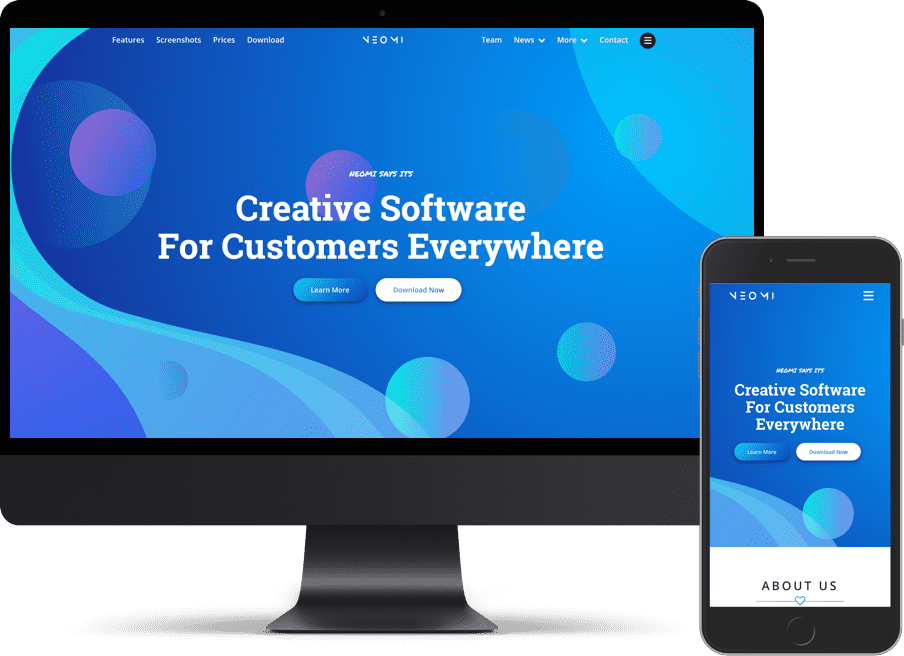 Features Screenshots Prices Download NEOMI Team News More Contact
NEOMI SAYS ITS
Creative Software
For Customers Everywhere
Learn More Download Now
NEOMI
NEOMI SAYS ITS
Creative Software
For Customers
Everywhere
Learn More Download Now
ABOUT US